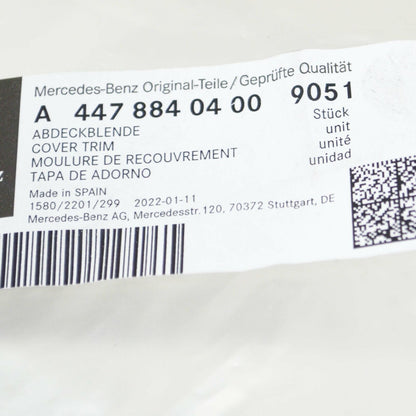 Mercedes-Benz Original-Teile/Geprüfte Qualität
A 447 884 04 00 9051
ABDECKBLENDE Stück
COVER TRIM unit
MOULURE DE RECOUVREMENT unité
TAPA DE ADORNO unidad
Made in SPAIN
1580/2201/299 2022-01-11
Mercedes-Benz AG, Mercedesstr.120, 70372 Stuttgart, DE